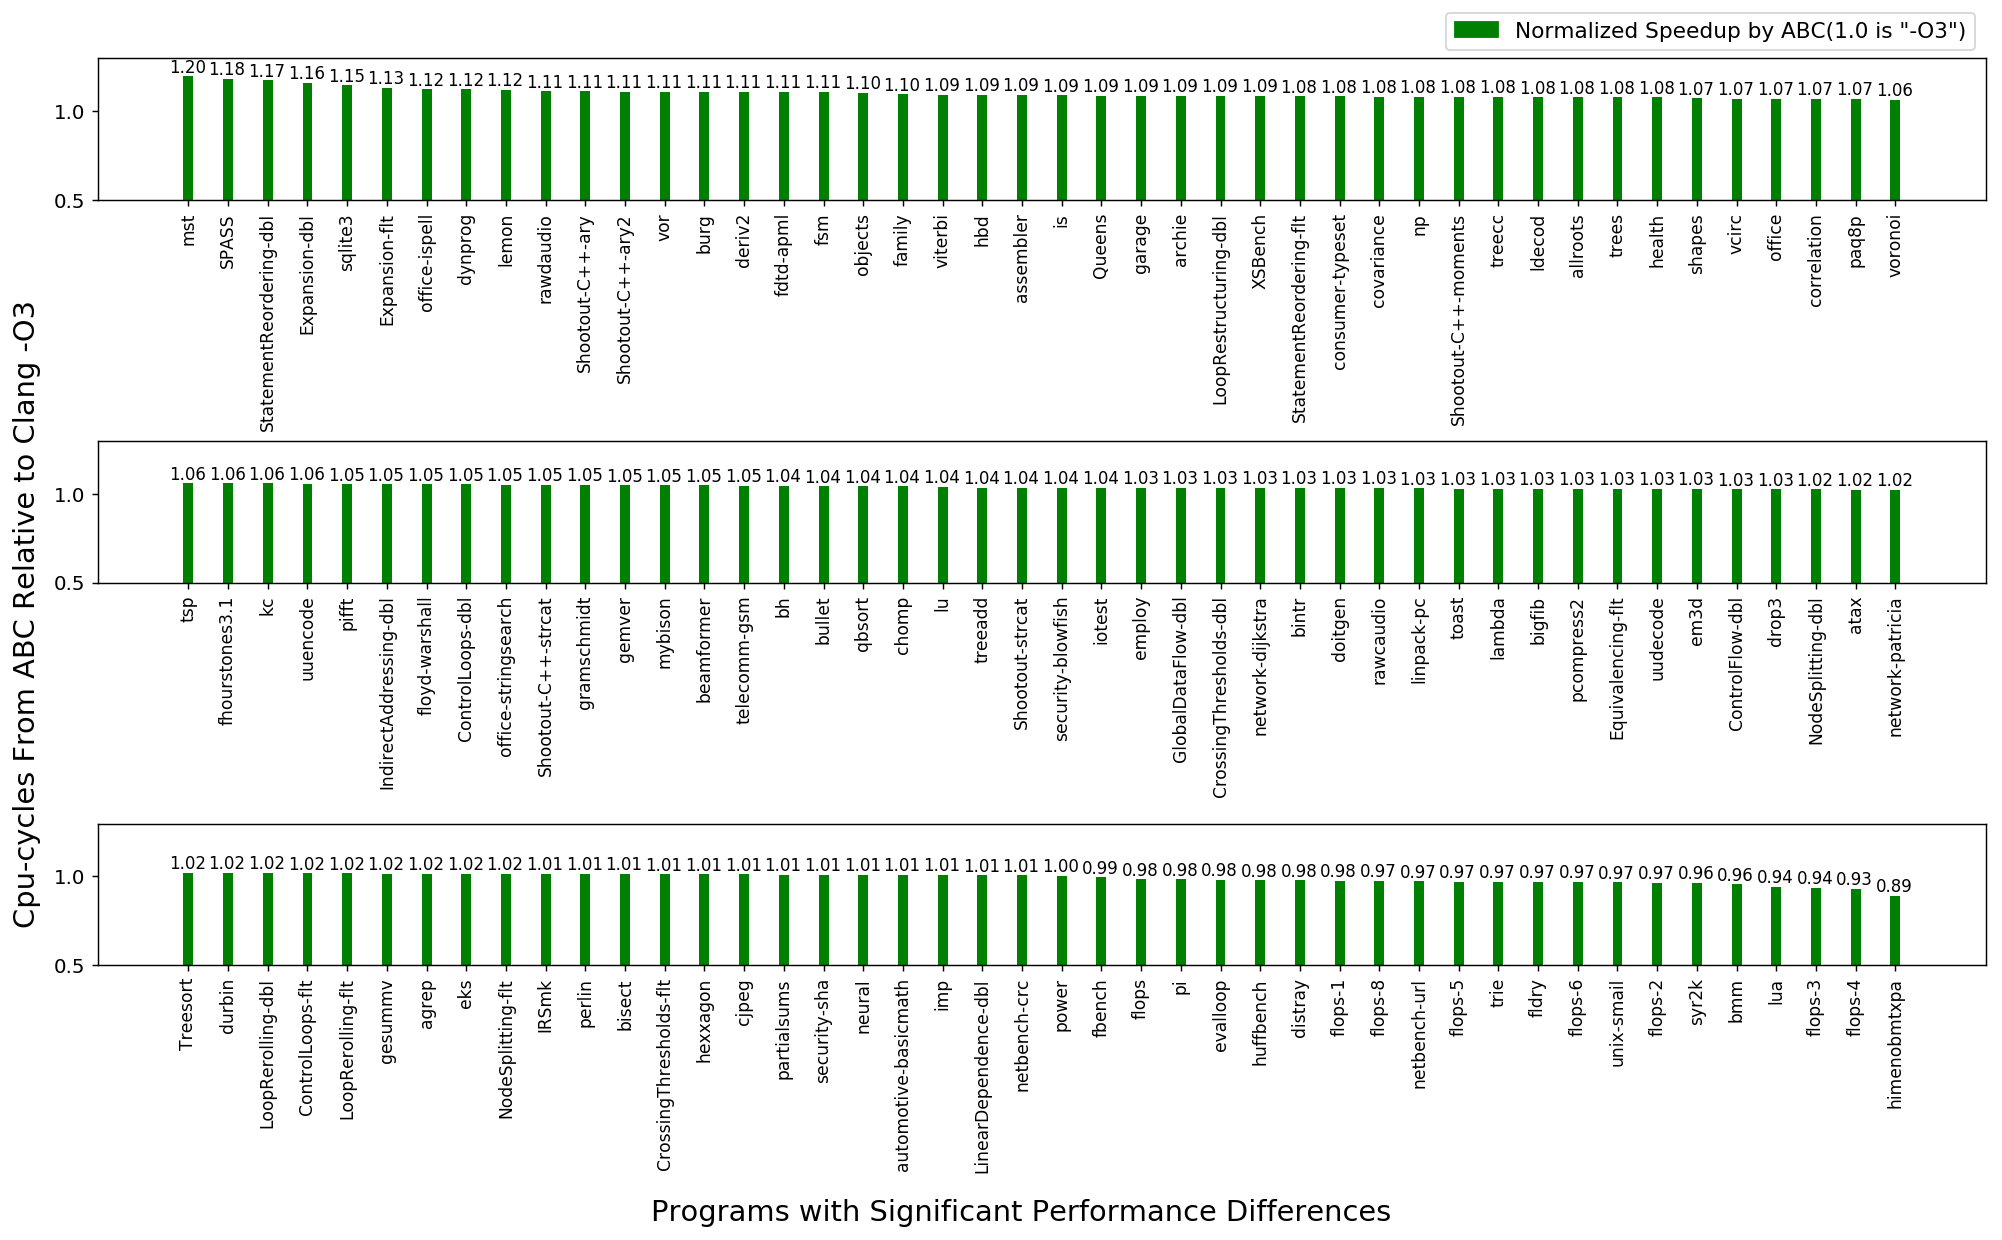 Normalized Speedup by ABC(1.0 is "-O3")
Cpu-cycles From ABC Relative to Clang -O3
1.20 1.18 1.17 1.16 1.15 1.13 1.12 1.12 1.12 1.11 1.11 1.11 1.11 1.11 1.11 1.11 1.11 1.10 1.10 1.09 1.09 1.09 1.09 1.09 1.09 1.09 1.09 1.09 1.08 1.08 1.08 1.08 1.08 1.08 1.08 1.08 1.08 1.08 1.07 1.07 1.07 1.07 1.07 1.06
1.0
0.5
mst
SPASS
StatementReordering-dbl
Expansion-dbl
sqlite3
Expansion-flt
office-ispell
dynprog
lemon
rawdaudio
Shootout-C++-ary
Shootout-C++-ary2
vor
burg
deriv2
fdtd-apml
fsm
objects
family
viterbi
hbd
assembler
is
Queens
garage
archie
LoopRestructuring-dbl
XSBench
StatementReordering-flt
consumer-typeset
covariance
np
Shootout-C++-moments
treecc
ldecod
allroots
trees
health
shapes
vcirc
office
correlation
paq8p
voronoi
1.06 1.06 1.06 1.06 1.05 1.05 1.05 1.05 1.05 1.05 1.05 1.05 1.05 1.05 1.05 1.04 1.04 1.04 1.04 1.04 1.04 1.04 1.04 1.04 1.03 1.03 1.03 1.03 1.03 1.03 1.03 1.03 1.03 1.03 1.03 1.03 1.03 1.03 1.03 1.03 1.03 1.02 1.02 1.02
1.0
0.5
tsp
fhourstones3.1
kc
uuencode
pifft
IndirectAddressing-dbl
floyd-warshall
ControlLoops-dbl
office-stringsearch
Shootout-C++-strcat
gramschmidt
gemver
mybison
beamformer
telecomm-gsm
bh
bullet
qbsort
chomp
lu
treeadd
Shootout-strcat
security-blowfish
iotest
employ
GlobalDataFlow-dbl
CrossingThresholds-dbl
network-dijkstra
bintr
doitgen
rawcaudio
linpack-pc
toast
lambda
bigfib
pcompress2
Equivalencing-flt
uudecode
em3d
ControlFlow-dbl
drop3
NodeSplitting-dbl
atax
network-patricia
1.02 1.02 1.02 1.02 1.02 1.02 1.02 1.02 1.02 1.01 1.01 1.01 1.01 1.01 1.01 1.01 1.01 1.01 1.01 1.01 1.01 1.01 1.00 0.99 0.98 0.98 0.98 0.98 0.98 0.98 0.97 0.97 0.97 0.97 0.97 0.97 0.97 0.97 0.96 0.96 0.94 0.94 0.93 0.89
1.0
0.5
Treesort
durbin
LoopRerolling-dbl
ControlLoops-flt
LoopRerolling-flt
gesummv
agrep
eks
NodeSplitting-flt
IRSmk
perlin
bisect
CrossingThresholds-flt
hexxagon
cjpeg
partialsums
security-sha
neural
automotive-basicmath
imp
LinearDependence-dbl
netbench-crc
power
fbench
flops
pi
evalloop
huffbench
distray
flops-1
flops-8
netbench-url
flops-5
trie
fldry
flops-6
unix-smail
flops-2
syr2k
bmm
lua
flops-3
flops-4
himenobmtxpa
Programs with Significant Performance Differences